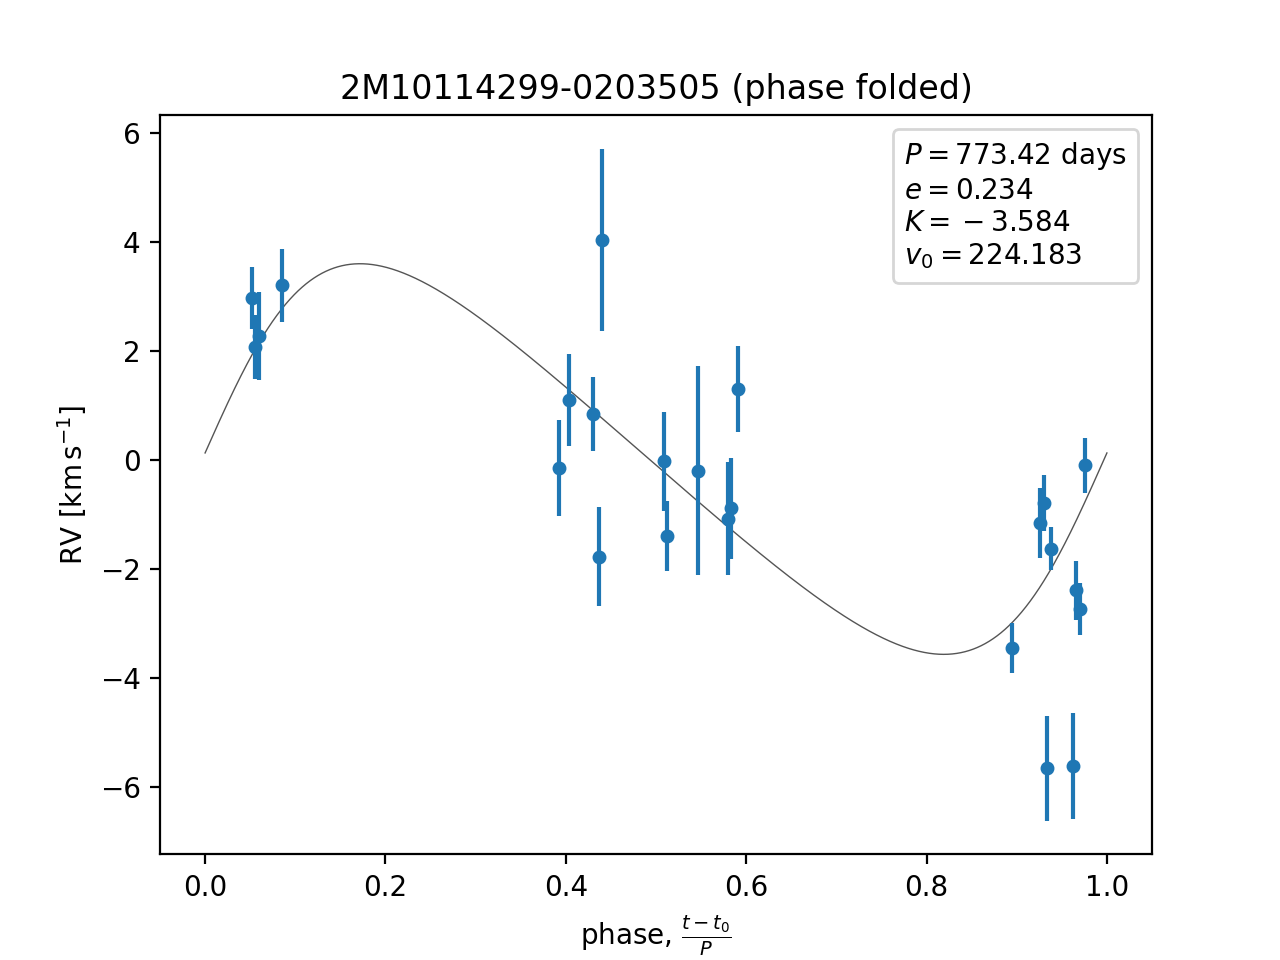 2M10114299-0203505 (phase folded)
P = 773.42 days
e = 0.234
K = −3.584
v₀ = 224.183
RV [km s⁻¹]
6
4
2
0
−2
−4
−6
0.0 0.2 0.4 0.6 0.8 1.0
phase, (t − t₀)/P